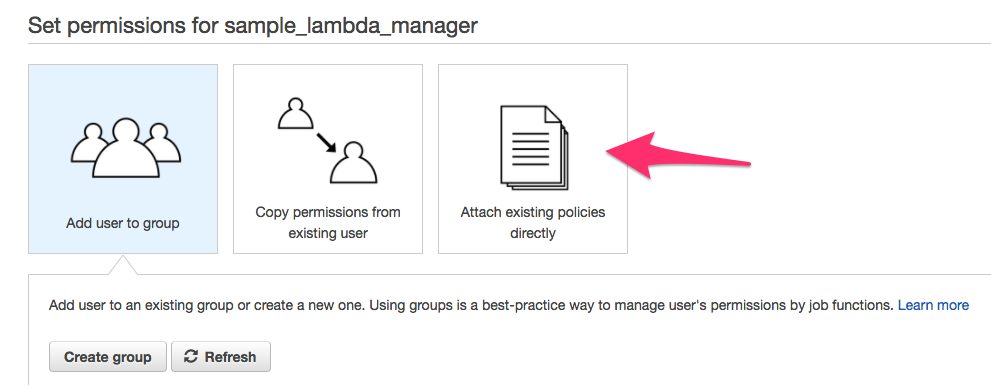 Set permissions for sample_lambda_manager
Add user to group
Copy permissions from
existing user
Attach existing policies
directly
Add user to an existing group or create a new one. Using groups is a best-practice way to manage user's permissions by job functions. Learn more
Create group
Refresh